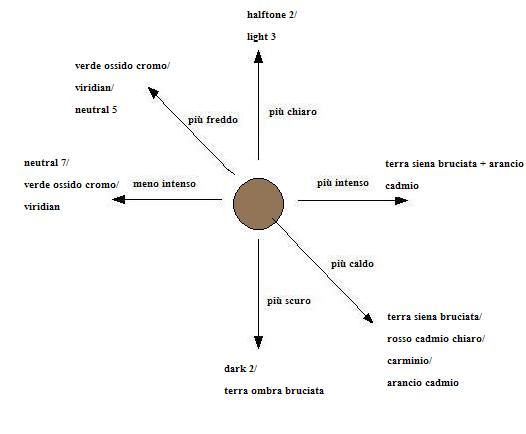 halftone 2/
light 3
verde ossido cromo/
viridian/
neutral 5
più chiaro
più freddo
neutral 7/
verde ossido cromo/
viridian
meno intenso
più intenso
terra siena bruciata + arancio
cadmio
più caldo
più scuro
terra siena bruciata/
rosso cadmio chiaro/
carminio/
arancio cadmio
dark 2/
terra ombra bruciata